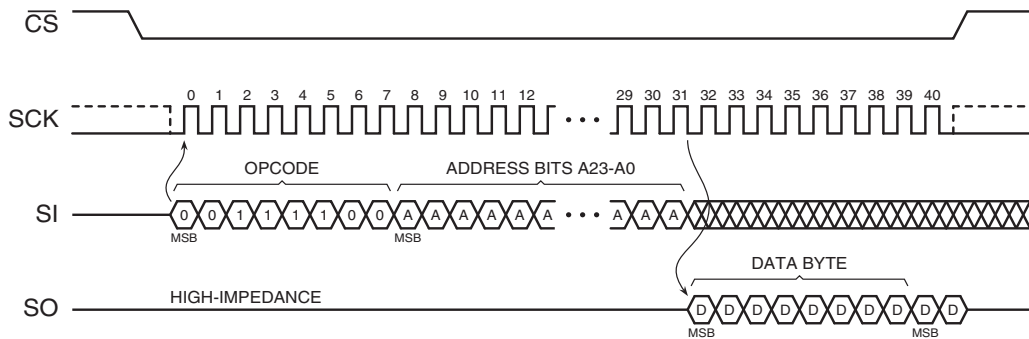 CS
0 1 2 3 4 5 6 7 8 9 10 11 12 29 30 31 32 33 34 35 36 37 38 39 40
SCK
OPCODE ADDRESS BITS A23-A0
SI 0 0 1 1 1 1 0 0 A A A A A A A A A
MSB MSB
DATA BYTE
SO HIGH-IMPEDANCE D D D D D D D D D D
MSB MSB